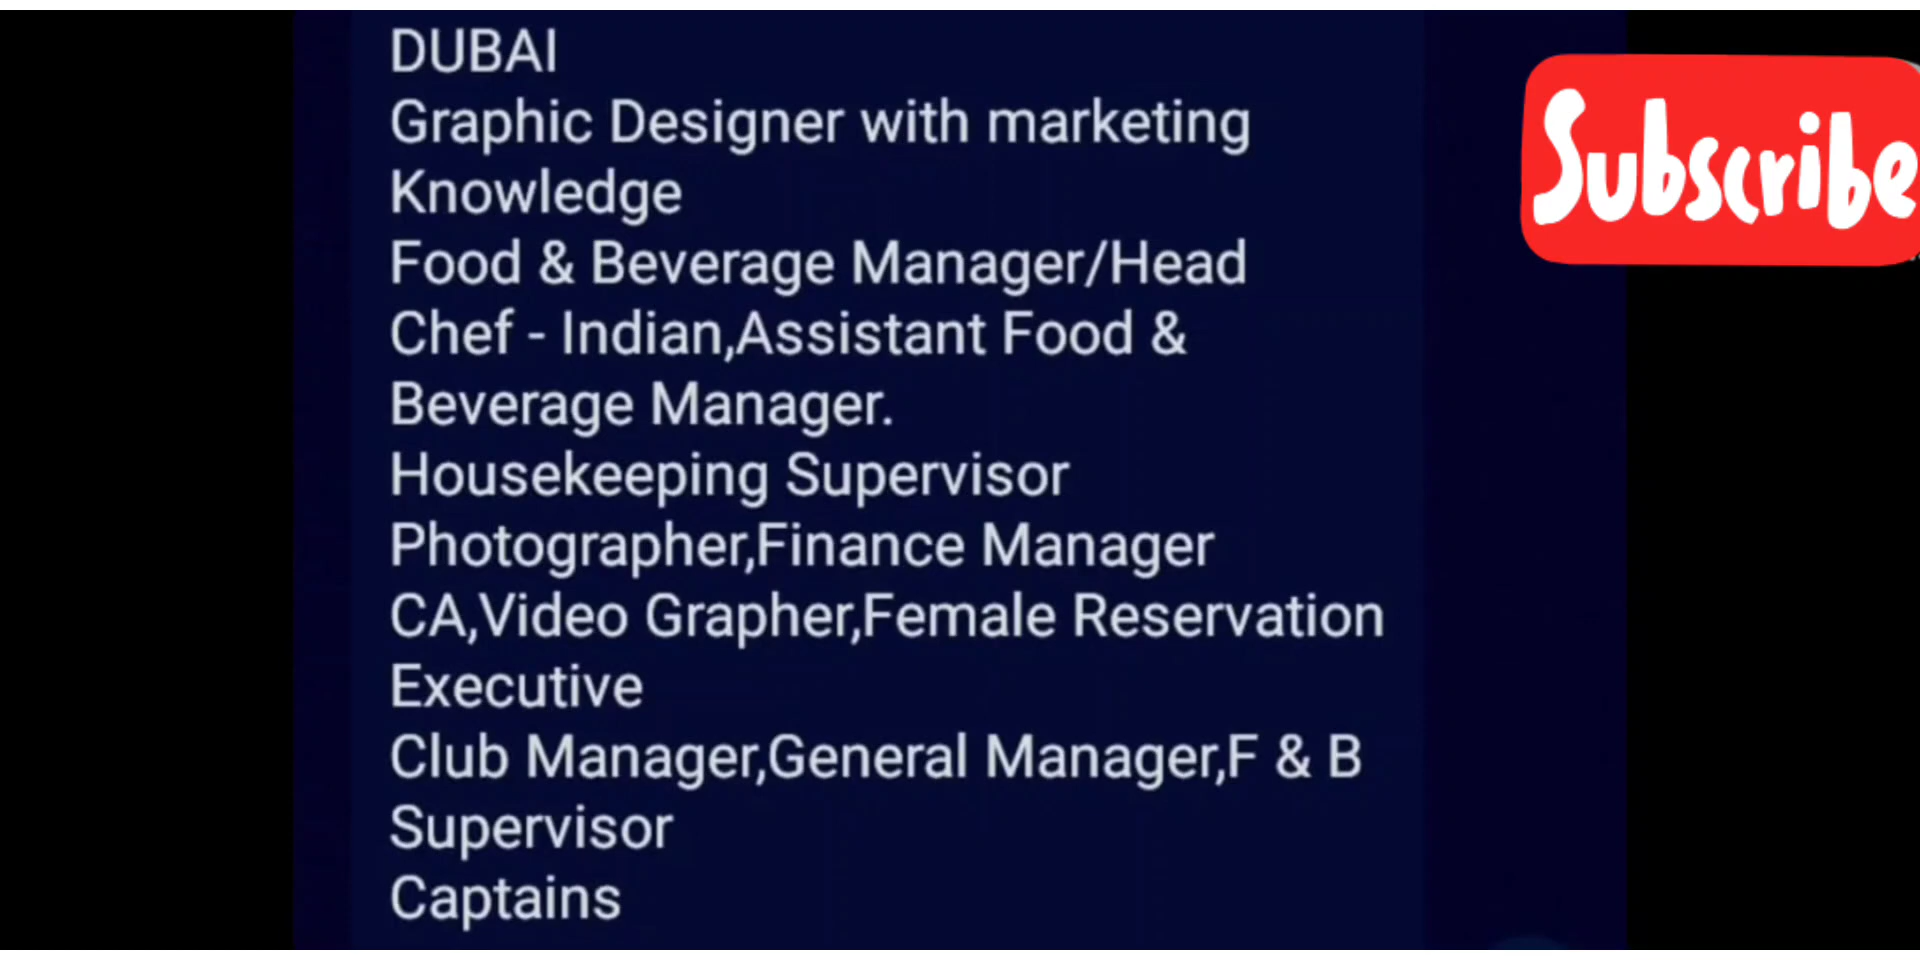 DUBAI
Graphic Designer with marketing
Knowledge
Food & Beverage Manager/Head
Chef - Indian,Assistant Food &
Beverage Manager.
Housekeeping Supervisor
Photographer,Finance Manager
CA,Video Grapher,Female Reservation
Executive
Club Manager,General Manager,F & B
Supervisor
Captains
Subscribe